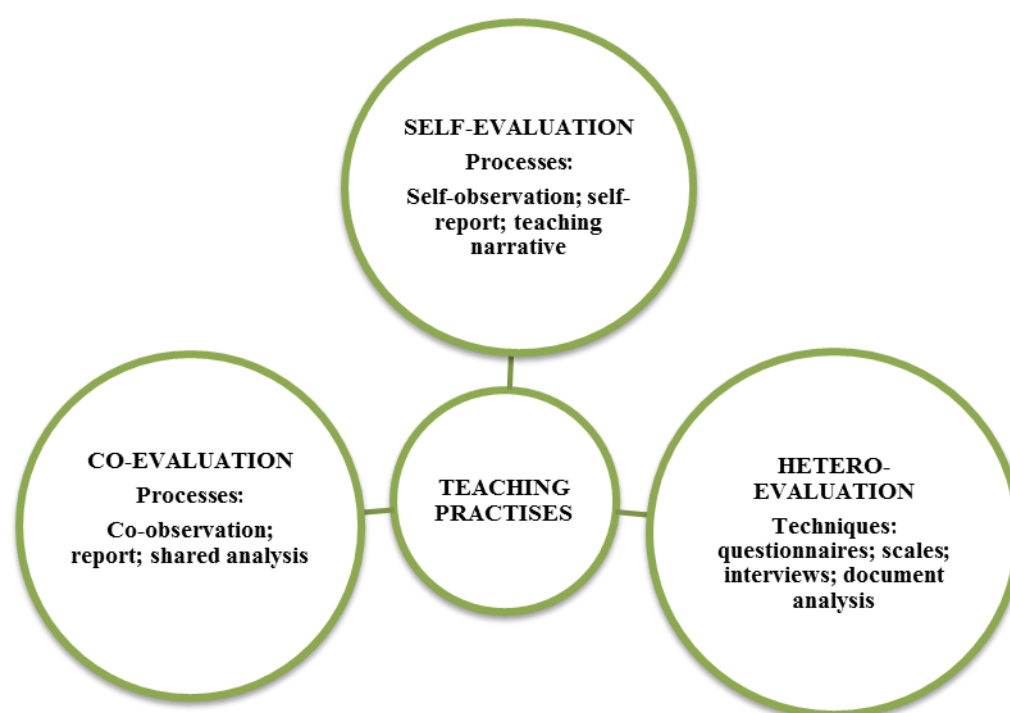 SELF-EVALUATION
Processes:
Self-observation; self-
report; teaching
narrative
CO-EVALUATION
Processes:
Co-observation;
report; shared analysis
TEACHING
PRACTISES
HETERO-
EVALUATION
Techniques:
questionnaires; scales;
interviews; document
analysis